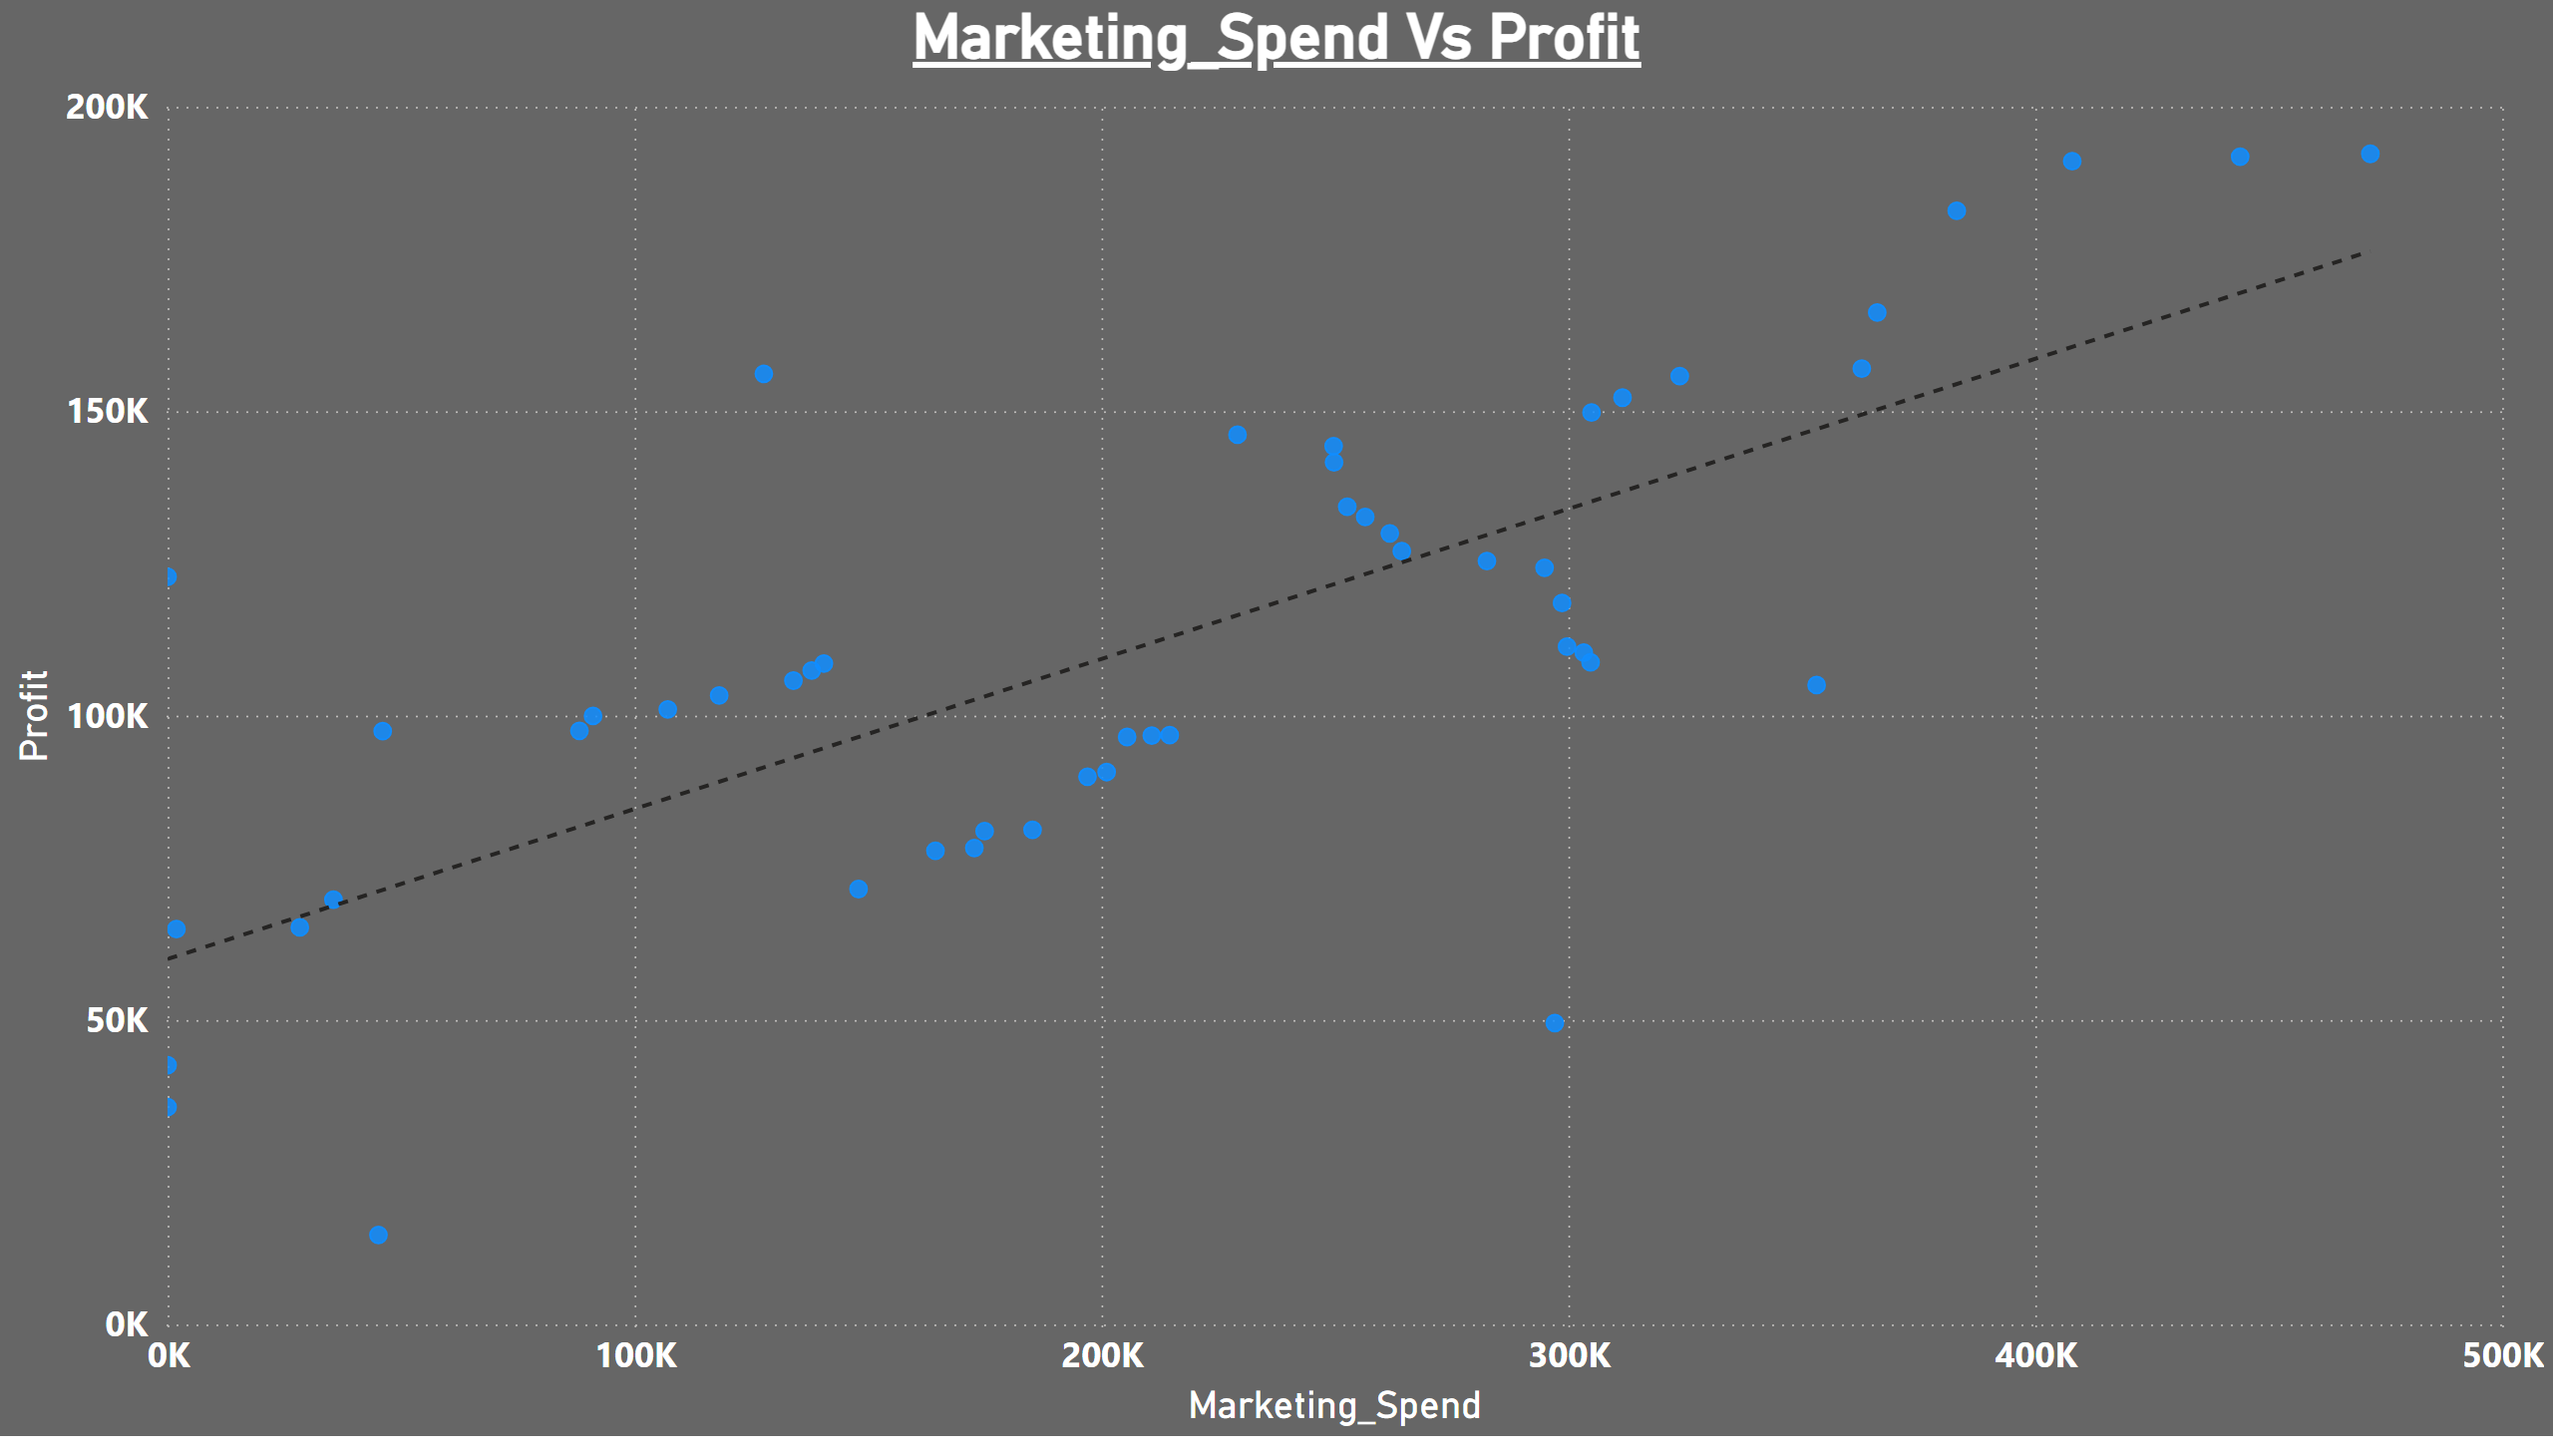 Marketing_Spend Vs Profit
200K
150K
100K
50K
0K
Profit
0K 100K 200K 300K 400K 500K
Marketing_Spend